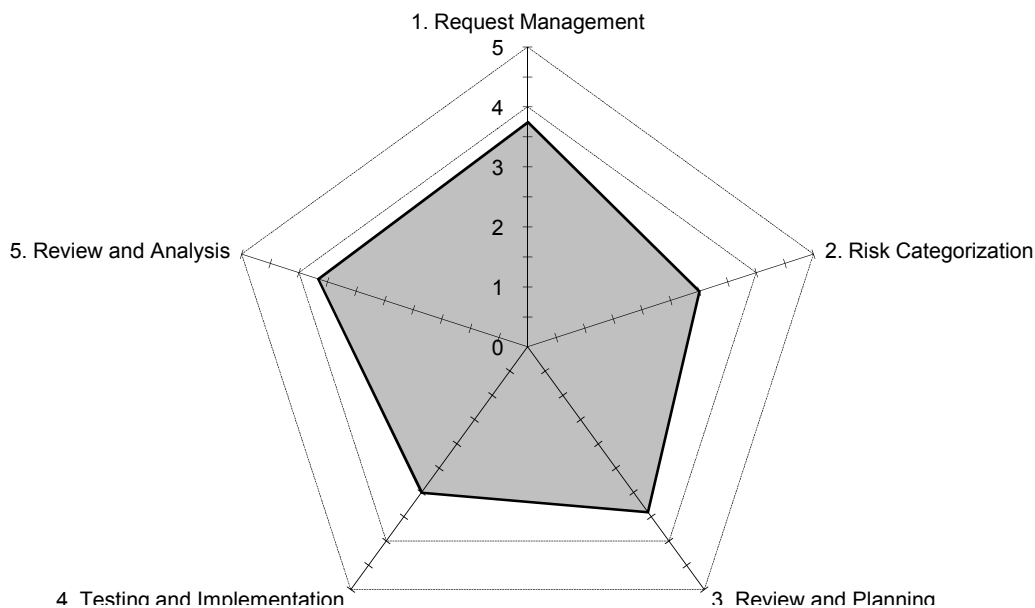 1. Request Management
5
4
3
2
1
0
5. Review and Analysis
2. Risk Categorization
4. Testing and Implementation
3. Review and Planning